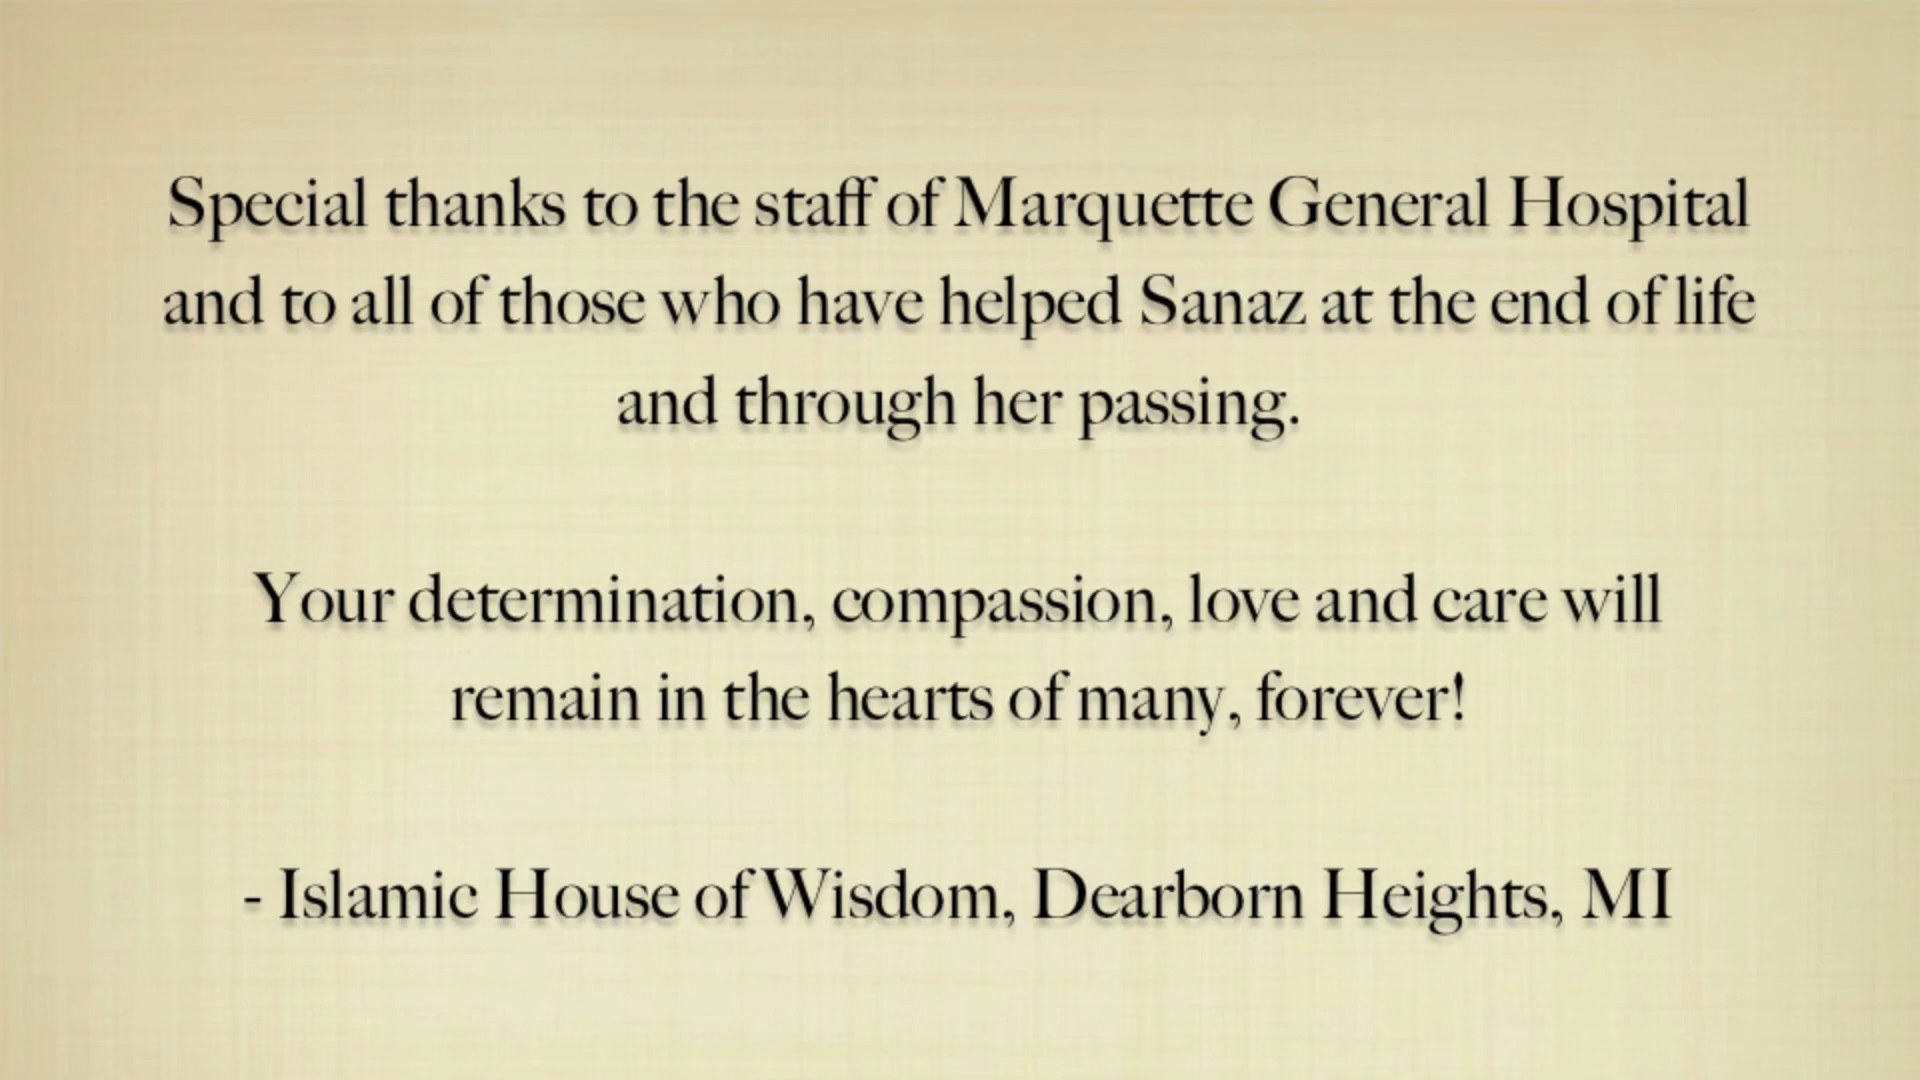 Special thanks to the staff of Marquette General Hospital
and to all of those who have helped Sanaz at the end of life
and through her passing.
Your determination, compassion, love and care will
remain in the hearts of many, forever!
- Islamic House of Wisdom, Dearborn Heights, MI